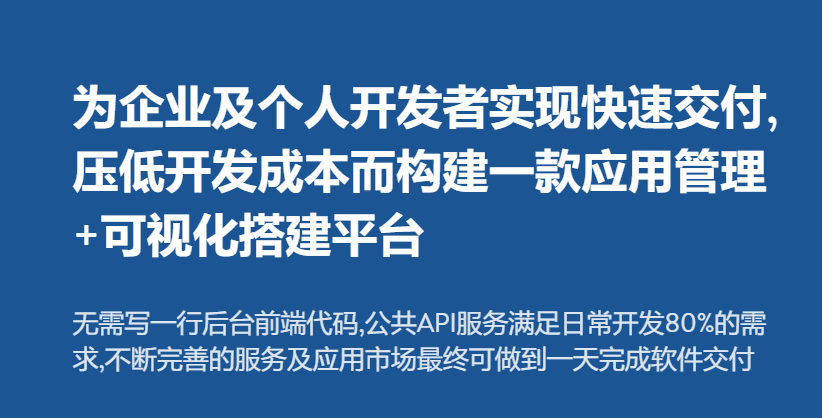 为企业及个人开发者实现快速交付,
压低开发成本而构建一款应用管理
+可视化搭建平台
无需写一行后台前端代码,公共API服务满足日常开发80%的需
求,不断完善的服务及应用市场最终可做到一天完成软件交付